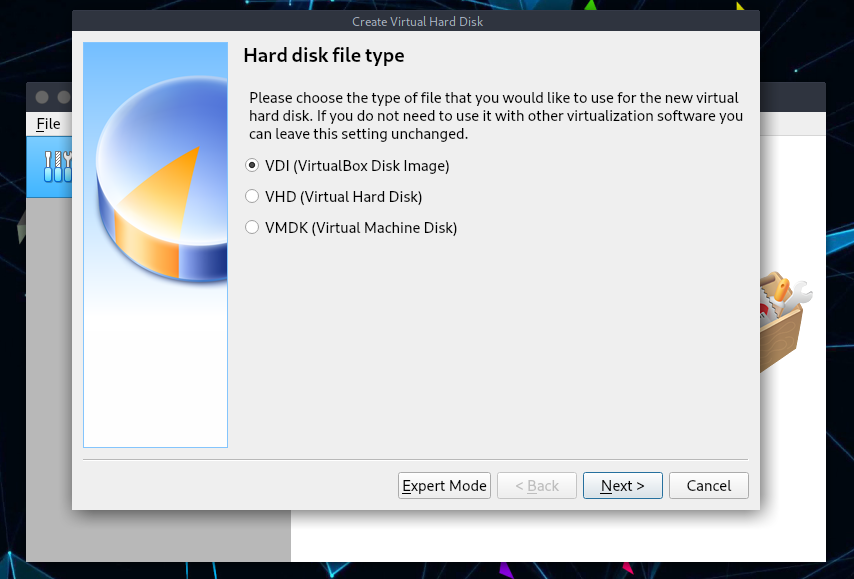 Create Virtual Hard Disk
File
Hard disk file type
Please choose the type of file that you would like to use for the new virtual
hard disk. If you do not need to use it with other virtualization software you
can leave this setting unchanged.
VDI (VirtualBox Disk Image)
VHD (Virtual Hard Disk)
VMDK (Virtual Machine Disk)
Expert Mode
< Back
Next >
Cancel